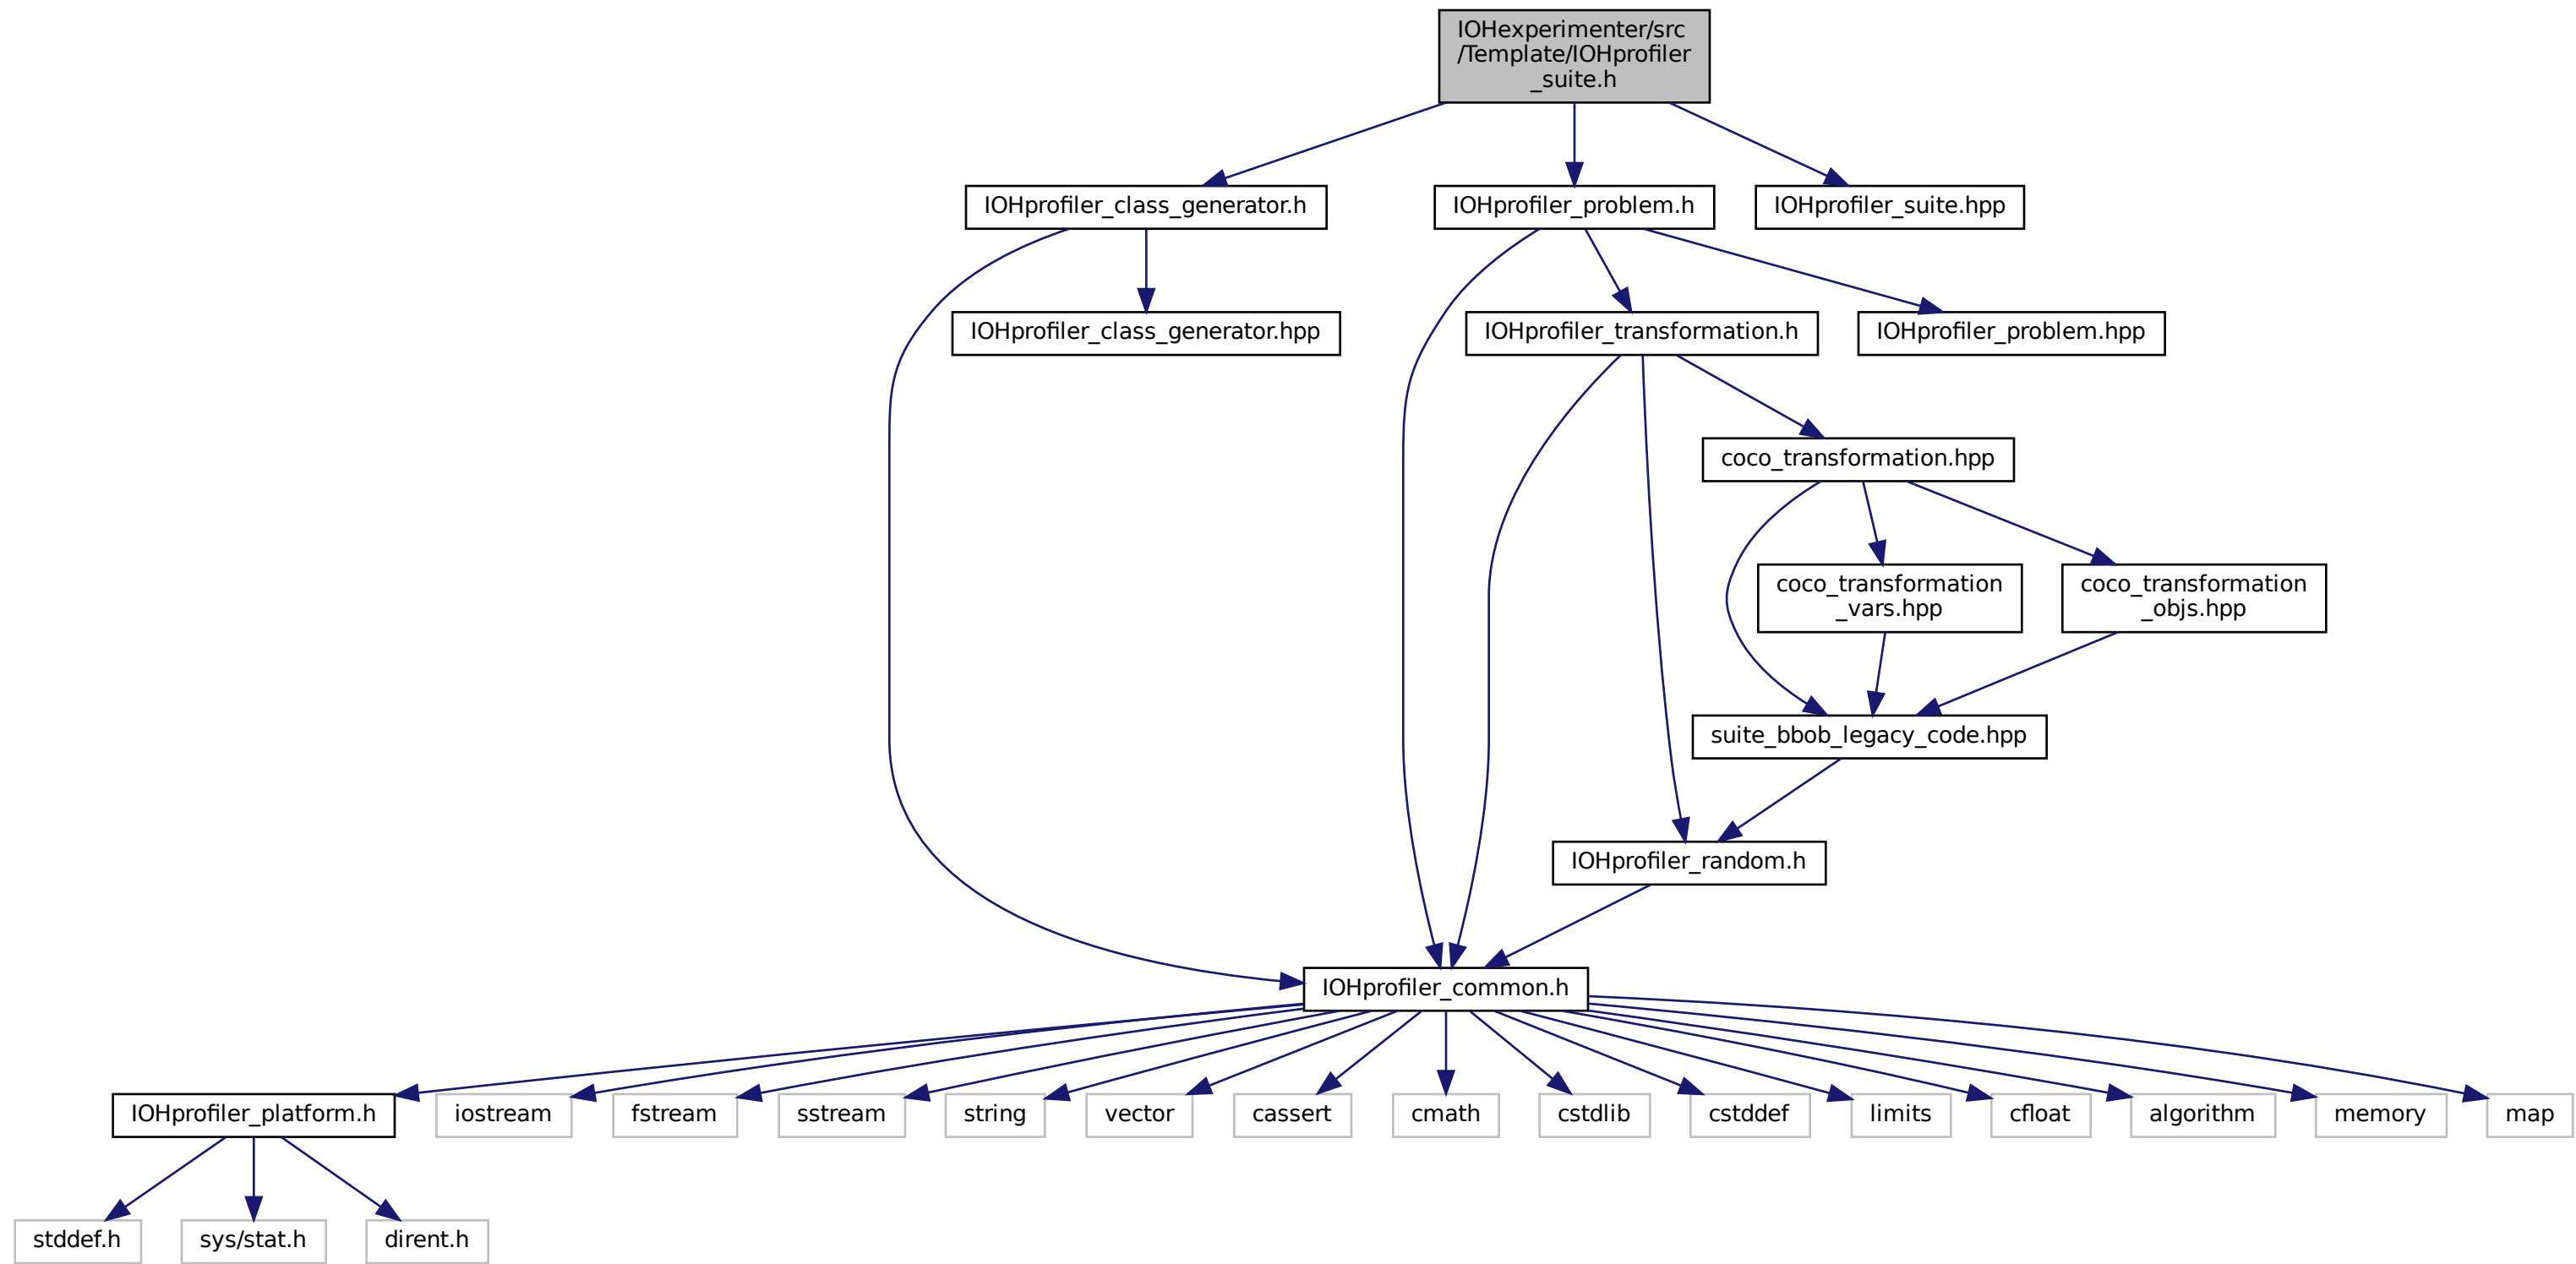 IOHexperimenter/src
/Template/IOHprofiler
_suite.h
IOHprofiler_class_generator.h
IOHprofiler_problem.h
IOHprofiler_suite.hpp
IOHprofiler_class_generator.hpp
IOHprofiler_transformation.h
IOHprofiler_problem.hpp
coco_transformation.hpp
coco_transformation
_vars.hpp
coco_transformation
_objs.hpp
suite_bbob_legacy_code.hpp
IOHprofiler_random.h
IOHprofiler_common.h
IOHprofiler_platform.h
iostream
fstream
sstream
string
vector
cassert
cmath
cstdlib
cstddef
limits
cfloat
algorithm
memory
map
stddef.h
sys/stat.h
dirent.h